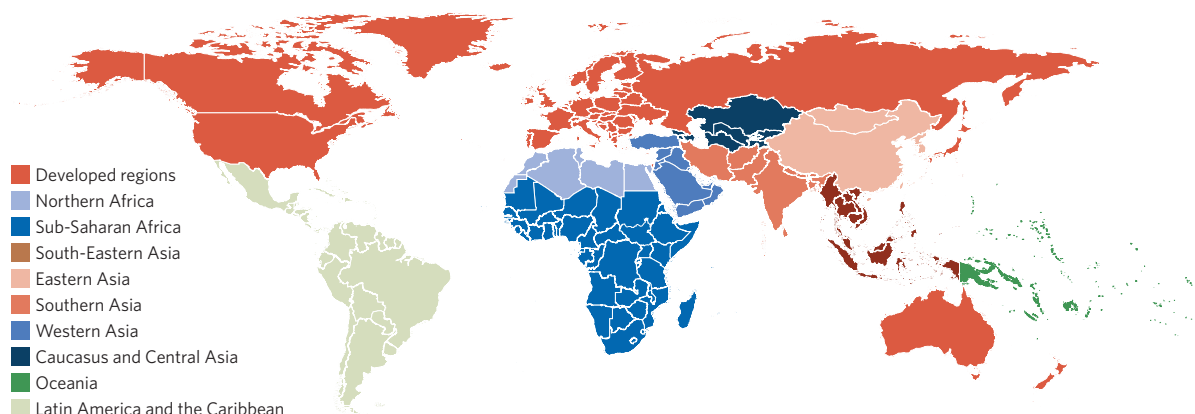 Developed regions
Northern Africa
Sub-Saharan Africa
South-Eastern Asia
Eastern Asia
Southern Asia
Western Asia
Caucasus and Central Asia
Oceania
Latin America and the Caribbean